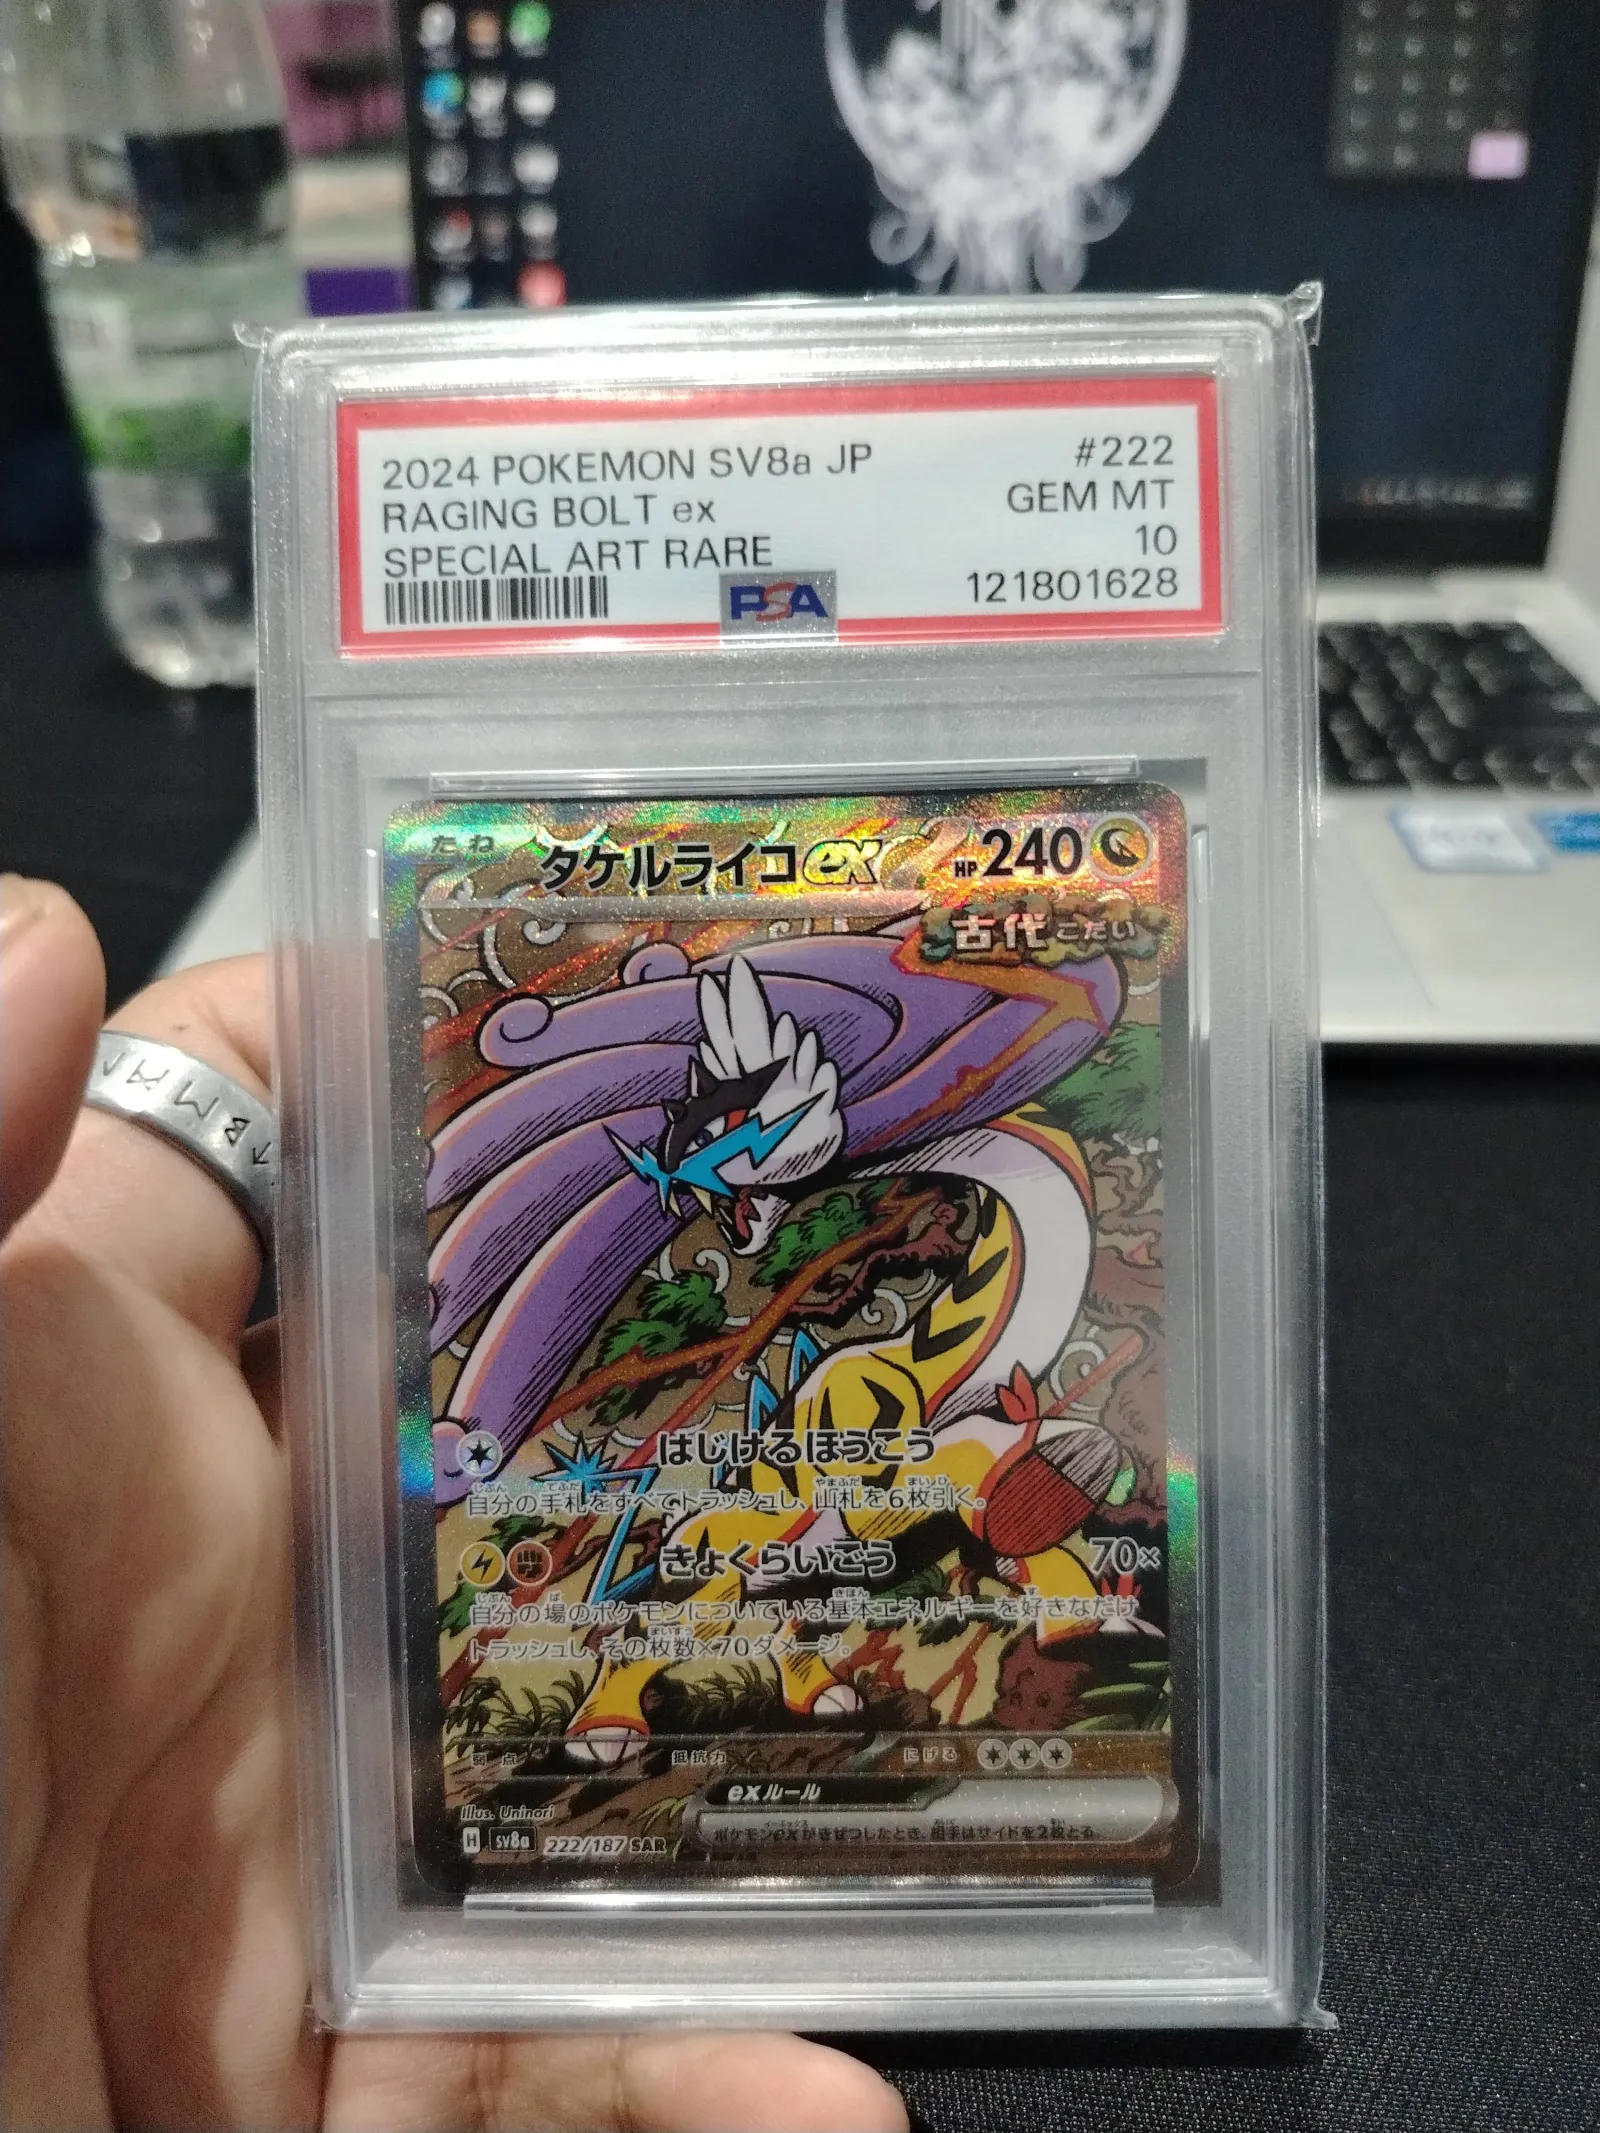 2024 POKEMON SV8a JP #222
RAGING BOLT ex GEM MT
SPECIAL ART RARE 10
PSA 121801628
たね タケルライコex HP240
古代 こだい
はじけるほうこう
自分の手札をすべてトラッシュし、山札を6枚引く。
きょくらいごう 70×
自分の場のポケモンについている基本エネルギーを好きなだけ
トラッシュし、その枚数×70ダメージ。
弱点 抵抗力 にげる
exルール
ポケモンexがきぜつしたとき、相手はサイドを2枚とる。
Illus. Uninori
H sv8a 222/187 SAR